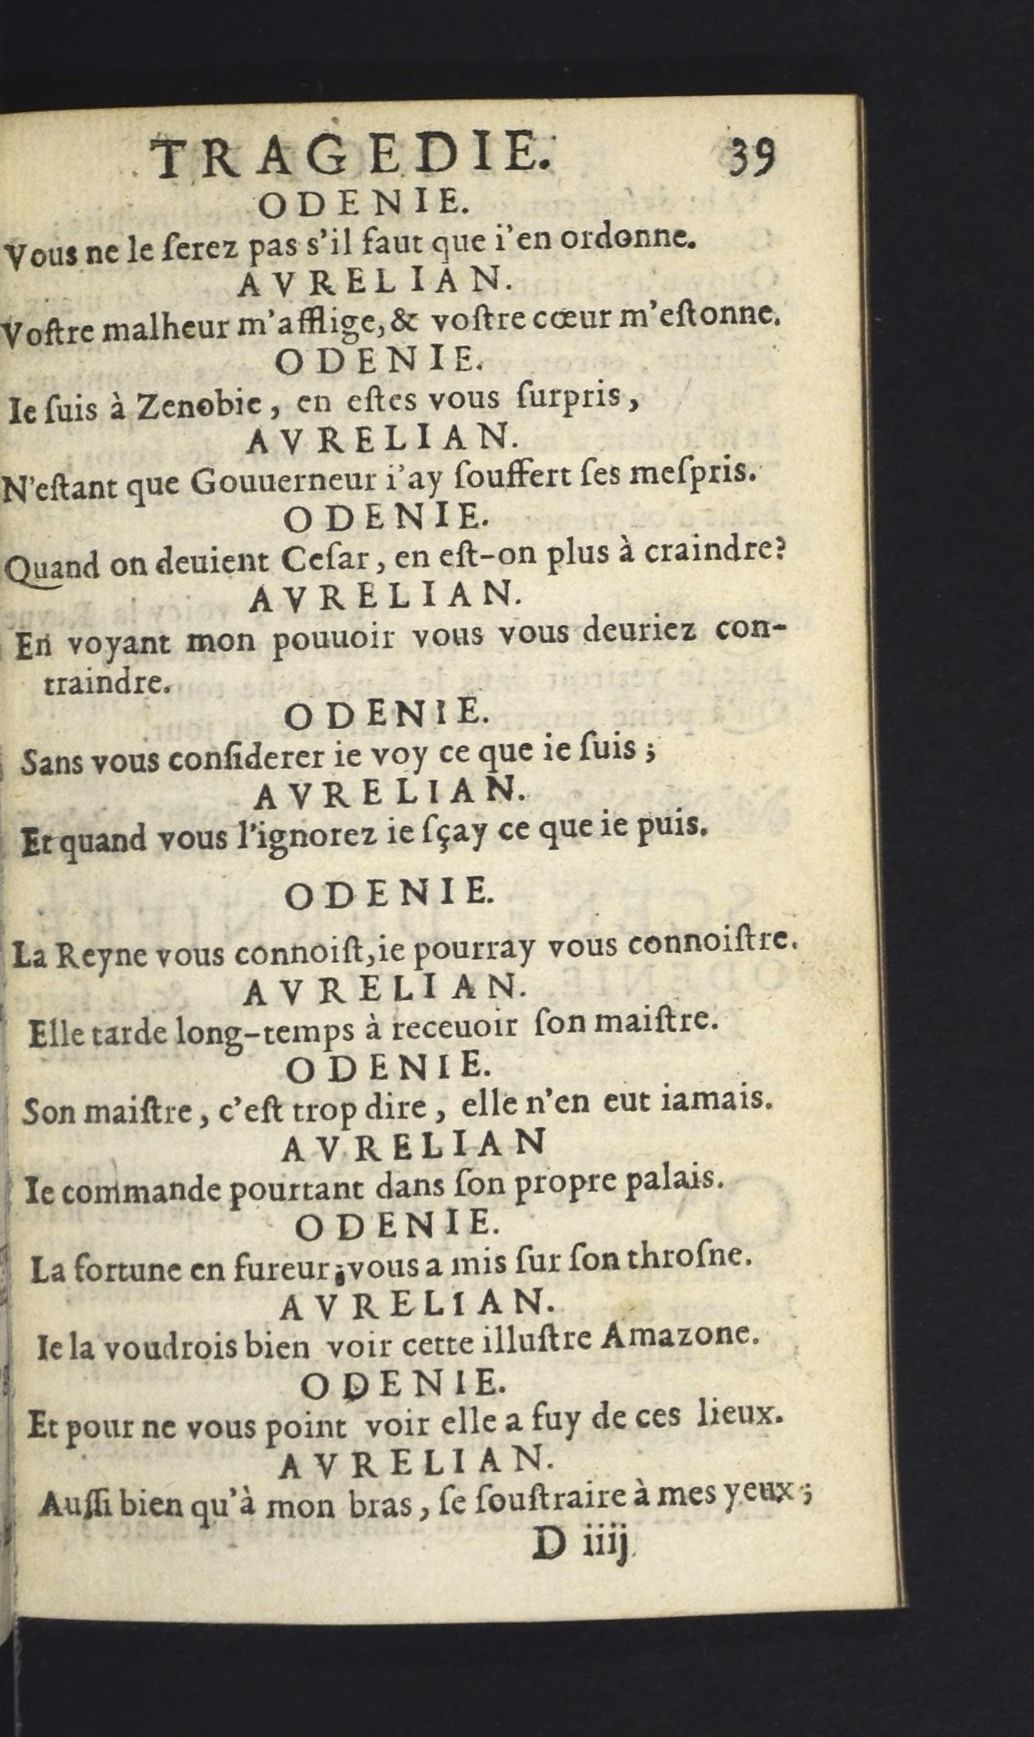 TRAGEDIE. 39
ODENIE.
Vous ne le ſerez pas s'il faut que i'en ordonne.
AVRELIAN.
Voſtre malheur m'afflige, & voſtre cœur m'eſtonne.
ODENIE.
Ie ſuis à Zenobie, en eſtes vous ſurpris,
AVRELIAN.
N'eſtant que Gouuerneur i'ay ſouffert ſes meſpris.
ODENIE.
Quand on deuient Ceſar, en eſt-on plus à craindre?
AVRELIAN.
En voyant mon pouuoir vous vous deuriez con-
traindre.
ODENIE.
Sans vous conſiderer ie voy ce que ie ſuis;
AVRELIAN.
Et quand vous l'ignorez ie ſçay ce que ie puis.
ODENIE.
La Reyne vous connoiſt, ie pourray vous connoiſtre.
AVRELIAN.
Elle tarde long-temps à receuoir ſon maiſtre.
ODENIE.
Son maiſtre, c'eſt trop dire, elle n'en eut iamais.
AVRELIAN
Ie commande pourtant dans ſon propre palais.
ODENIE.
La fortune en fureur, vous a mis ſur ſon throſne.
AVRELIAN.
Ie la voudrois bien voir cette illuſtre Amazone.
ODENIE.
Et pour ne vous point voir elle a fuy de ces lieux.
AVRELIAN.
Auſſi bien qu'à mon bras, ſe ſouſtraire à mes yeux;
D iiij